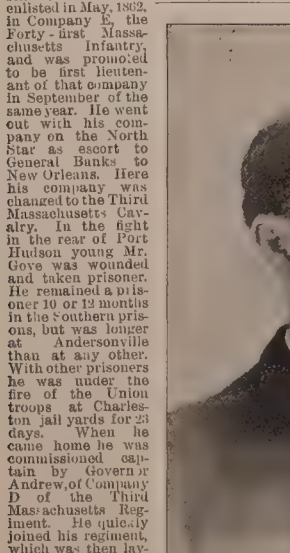 enlisted in May, 1862,
in Company E, the
Forty-first Massa-
chusetts Infantry,
and was promoted
to be first lieuten-
ant of that company
in September of the
same year. He went
out with his com-
pany on the North
Star as escort to
General Banks to
New Orleans. Here
his company was
changed to the Third
Massachusetts Cav-
alry. In the fight
in the rear of Port
Hudson young Mr.
Gove was wounded
and taken prisoner.
He remained a pris-
oner 10 or 12 months
in the Southern pris-
ons, but was longer
at Andersonville
than at any other.
With other prisoners
he was under the
fire of the Union
troops at Charles-
ton jail yards for 23
days. When he
came home he was
commissioned cap-
tain by Governor
Andrew, of Company
D of the Third
Massachusetts Reg-
iment. He quickly
joined his regiment,
which was then lay-